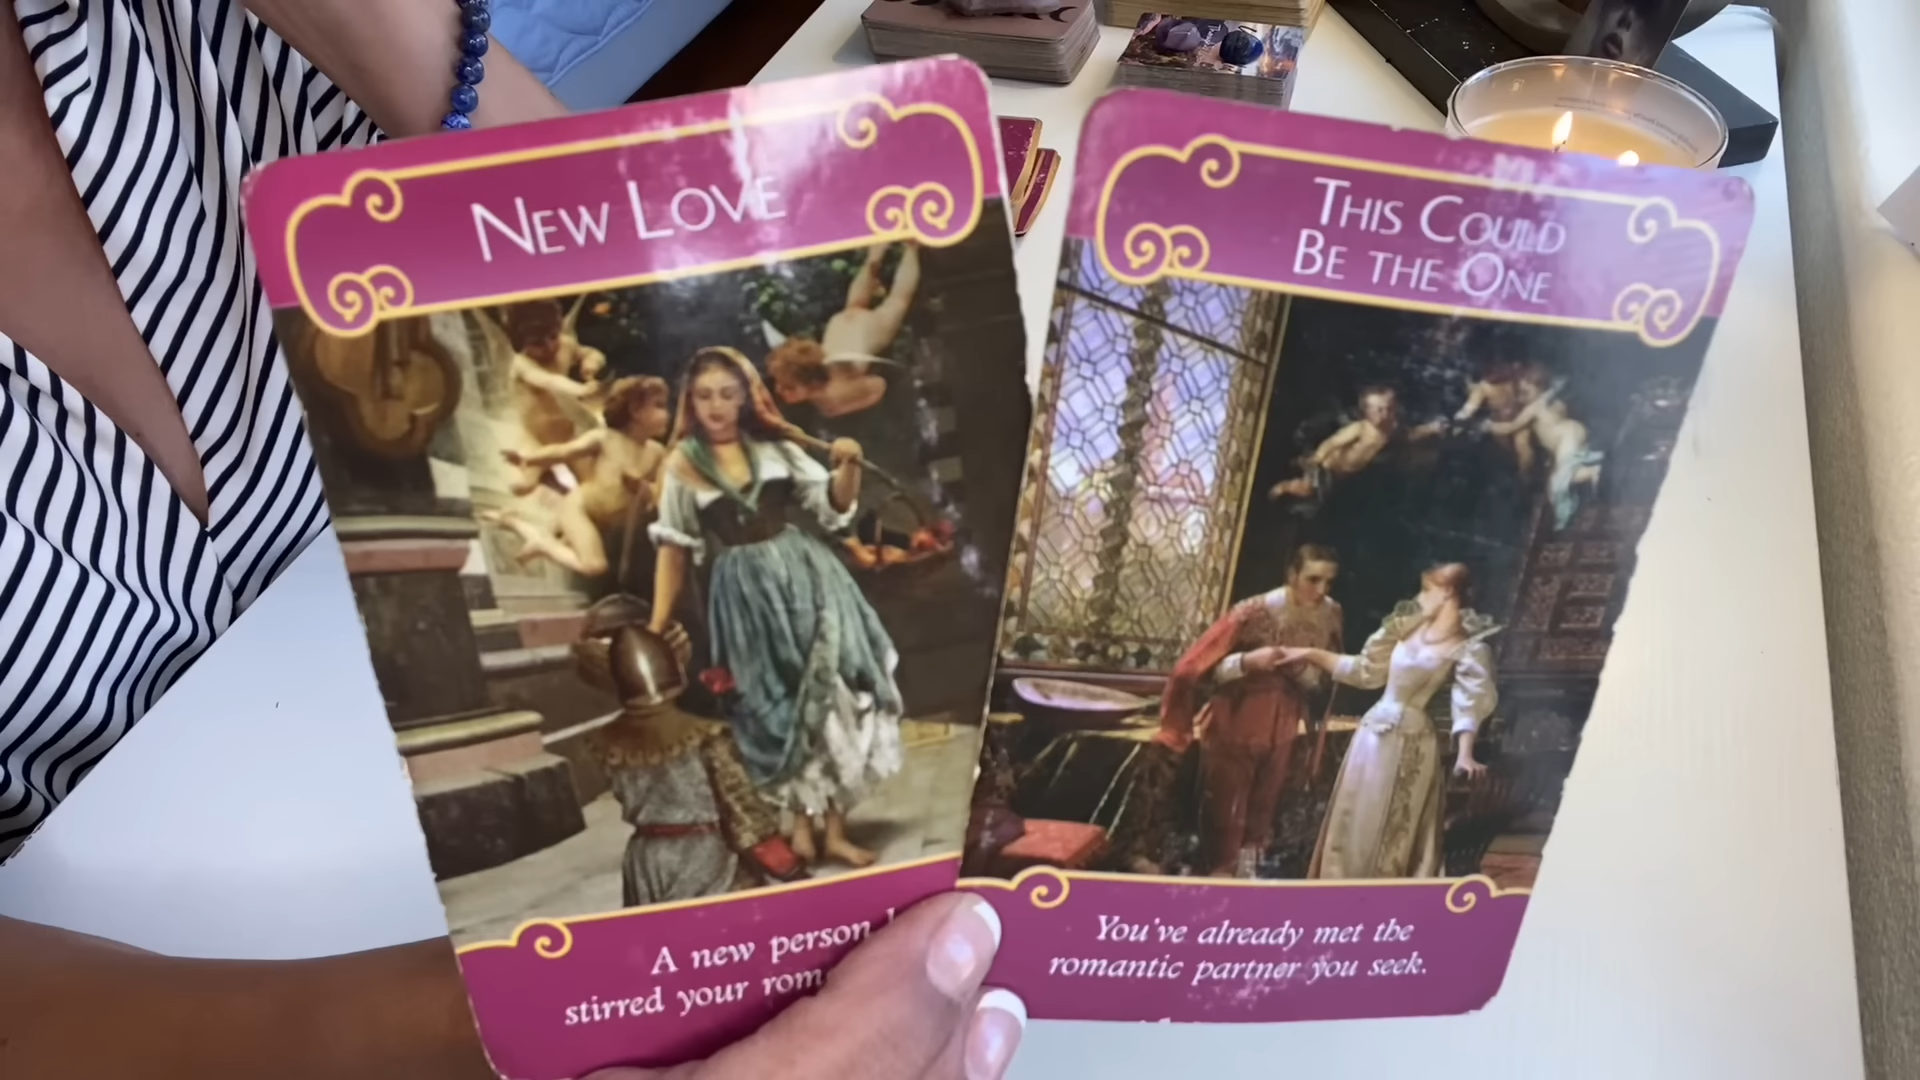 NEW LOVE
A new person
stirred your rom
THIS COULD
BE THE ONE
You've already met the
romantic partner you seek.